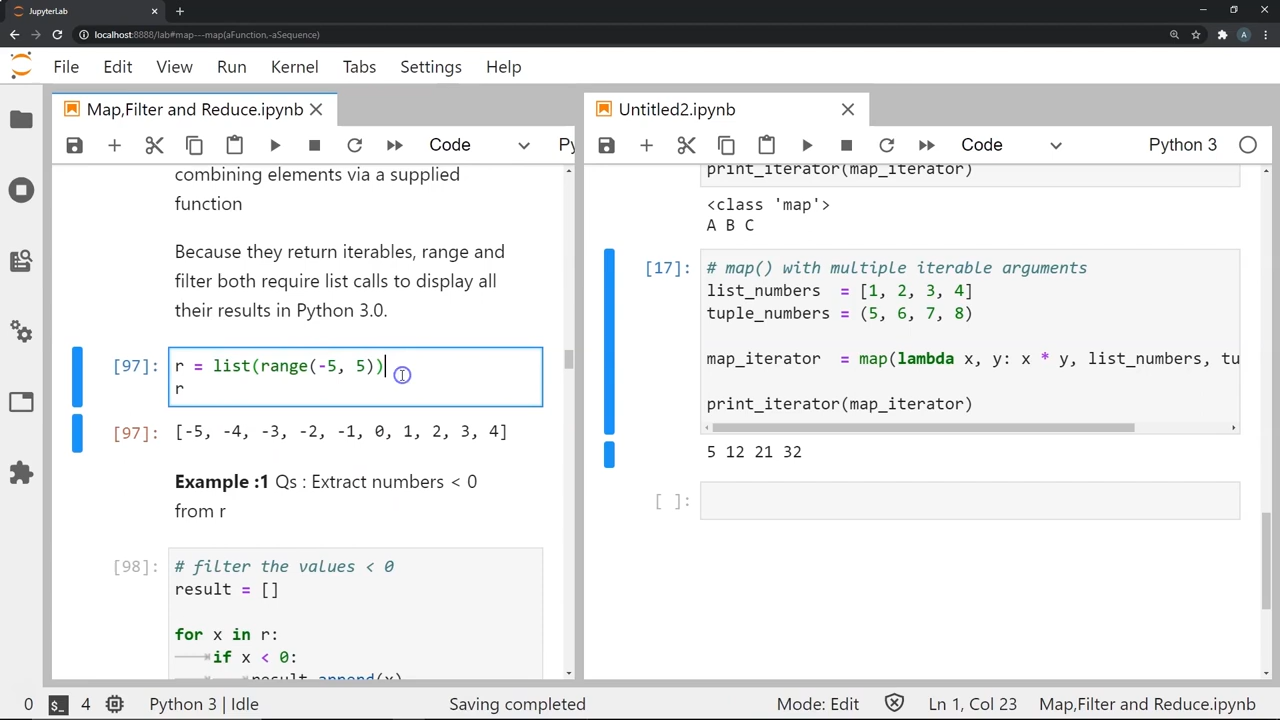 JupyterLab
localhost:8888/lab#map---map(aFunction,-aSequence)
A
File Edit View Run Kernel Tabs Settings Help
Map,Filter and Reduce.ipynb
Code
Py
combining elements via a supplied
function
Because they return iterables, range and
filter both require list calls to display all
their results in Python 3.0.
[97]: r = list(range(-5, 5))
r
[97]: [-5, -4, -3, -2, -1, 0, 1, 2, 3, 4]
Example :1 Qs : Extract numbers < 0
from r
[98]: # filter the values < 0
result = []
for x in r:
if x < 0:
result.append(x)
Untitled2.ipynb
Code
Python 3
print_iterator(map_iterator)
<class 'map'>
A B C
[17]: # map() with multiple iterable arguments
list_numbers = [1, 2, 3, 4]
tuple_numbers = (5, 6, 7, 8)
map_iterator = map(lambda x, y: x * y, list_numbers, tu
print_iterator(map_iterator)
5 12 21 32
[ ]:
0 $_ 4 Python 3 | Idle Saving completed Mode: Edit Ln 1, Col 23 Map,Filter and Reduce.ipynb